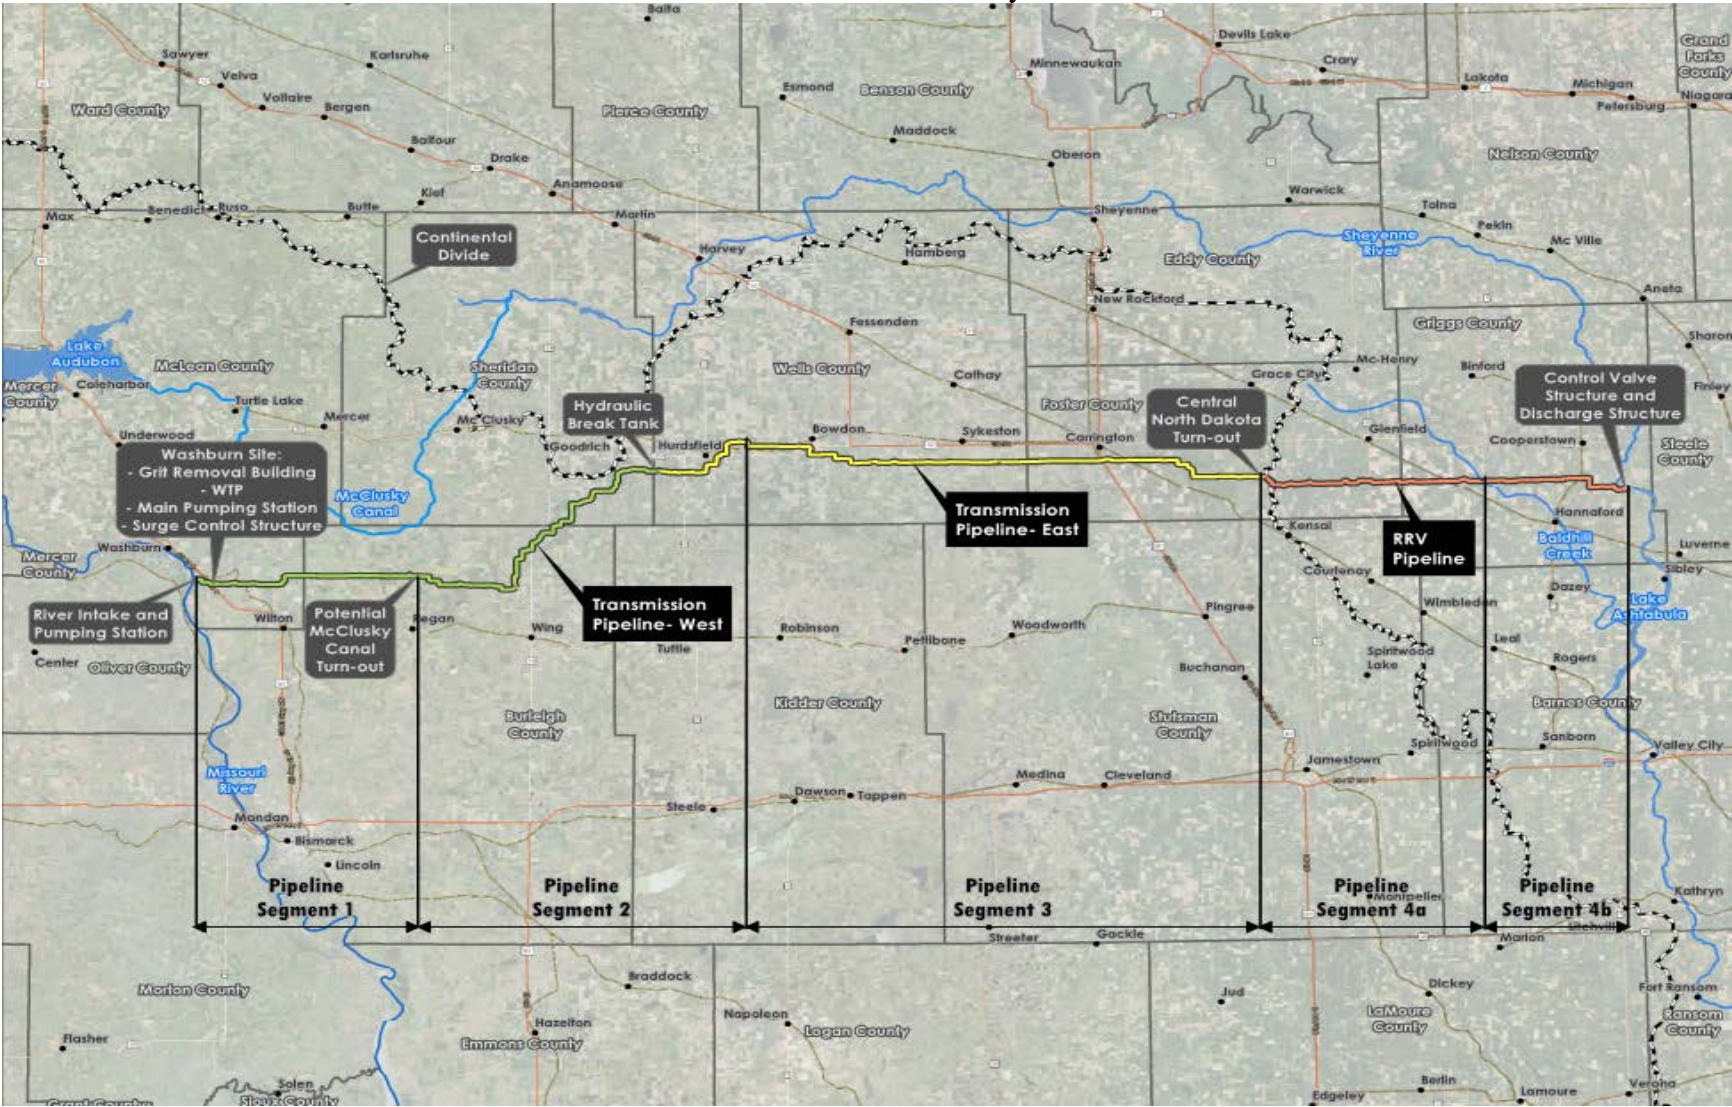 Balta
Devils Lake
Grand
Forks
County
Sawyer
Karlsruhe
Minnewaukan
Crary
Velva
Lakota
Michigan
Esmond
Benson County
Niagara
Voltaire
Bergen
Petersburg
Ward County
Pierce County
Maddock
Balfour
Drake
Oberon
Nelson County
Anamoose
Kief
Warwick
Max
Benedict
Ruso
Butte
Martin
Sheyenne
Tolna
Pekin
Continental
Divide
Harvey
Hamberg
Sheyenne
River
Mc Ville
Eddy County
Aneta
New Rockford
Fessenden
Griggs County
Sharon
Lake
Audubon
McLean County
Sheridan
County
Wells County
Mc-Henry
Binford
Mercer
County
Coleharbor
Cathay
Grace City
Control Valve
Structure and
Discharge Structure
Finley
Turtle Lake
Mercer
Hydraulic
Break Tank
Foster County
Central
North Dakota
Turn-out
Underwood
Mc Clusky
Goodrich
Hurdsfield
Bowdon
Sykeston
Carrington
Glenfield
Cooperstown
Steele
County
Washburn Site:
- Grit Removal Building
- WTP
- Main Pumping Station
- Surge Control Structure
McClusky
Canal
Transmission
Pipeline- East
Kensal
RRV
Pipeline
Hannaford
Baldhill
Creek
Luverne
Washburn
Mercer
County
Courtenay
Sibley
Dazey
River Intake and
Pumping Station
Wilton
Potential
McClusky
Canal
Turn-out
Regan
Wing
Transmission
Pipeline- West
Tuttle
Robinson
Pettibone
Woodworth
Pingree
Wimbledon
Lake
Ashtabula
Leal
Center
Oliver County
Buchanan
Spiritwood
Lake
Rogers
Burleigh
County
Kidder County
Stutsman
County
Barnes County
Spiritwood
Sanborn
Valley City
Missouri
River
Jamestown
Medina
Cleveland
Steele
Dawson
Tappen
Mandan
Bismarck
Lincoln
Pipeline
Segment 1
Pipeline
Segment 2
Pipeline
Segment 3
Pipeline
Segment 4a
Montpelier
Pipeline
Segment 4b
Kathryn
Litchville
Streeter
Gackle
Marion
Morton County
Braddock
Jud
Dickey
Fort Ransom
Napoleon
Logan County
LaMoure
County
Ransom
County
Hazelton
Emmons County
Flasher
Solen
Sioux County
Grant County
Berlin
Edgeley
Lamoure
Verona